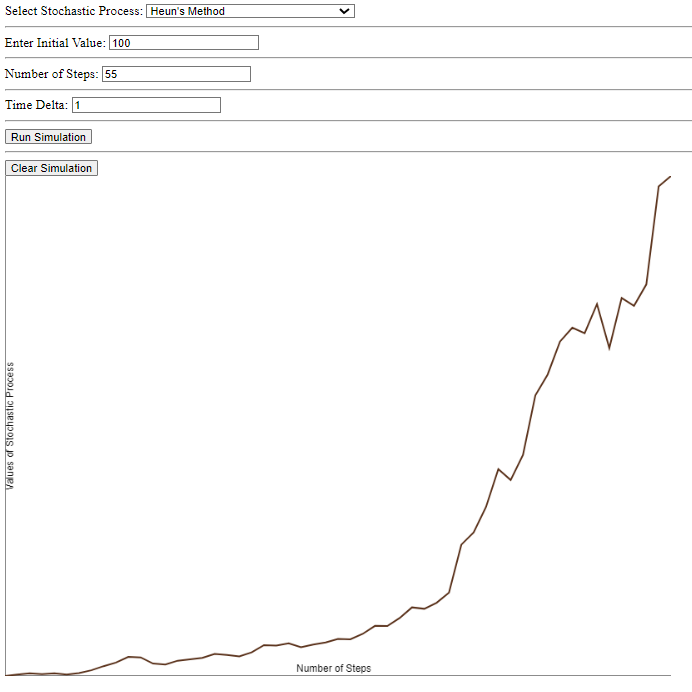 Select Stochastic Process: Heun's Method
Enter Initial Value: 100
Number of Steps: 55
Time Delta: 1
Run Simulation
Clear Simulation
Values of Stochastic Process
Number of Steps